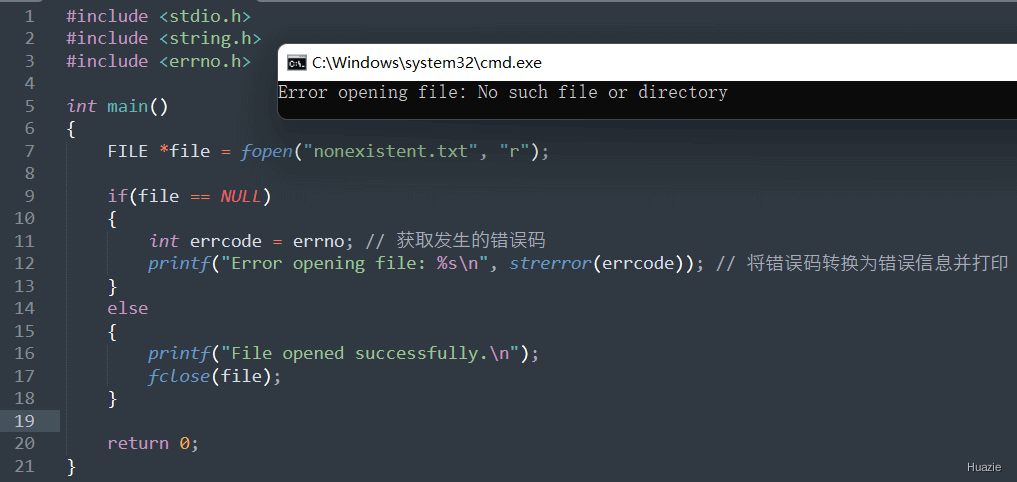 1 #include <stdio.h>
2 #include <string.h>
3 #include <errno.h>
4
5 int main()
6 {
7 FILE *file = fopen("nonexistent.txt", "r");
8
9 if(file == NULL)
10 {
11 int errcode = errno; // 获取发生的错误码
12 printf("Error opening file: %s\n", strerror(errcode)); // 将错误码转换为错误信息并打印
13 }
14 else
15 {
16 printf("File opened successfully.\n");
17 fclose(file);
18 }
19
20 return 0;
21 }
C:\Windows\system32\cmd.exe
Error opening file: No such file or directory
Huazie